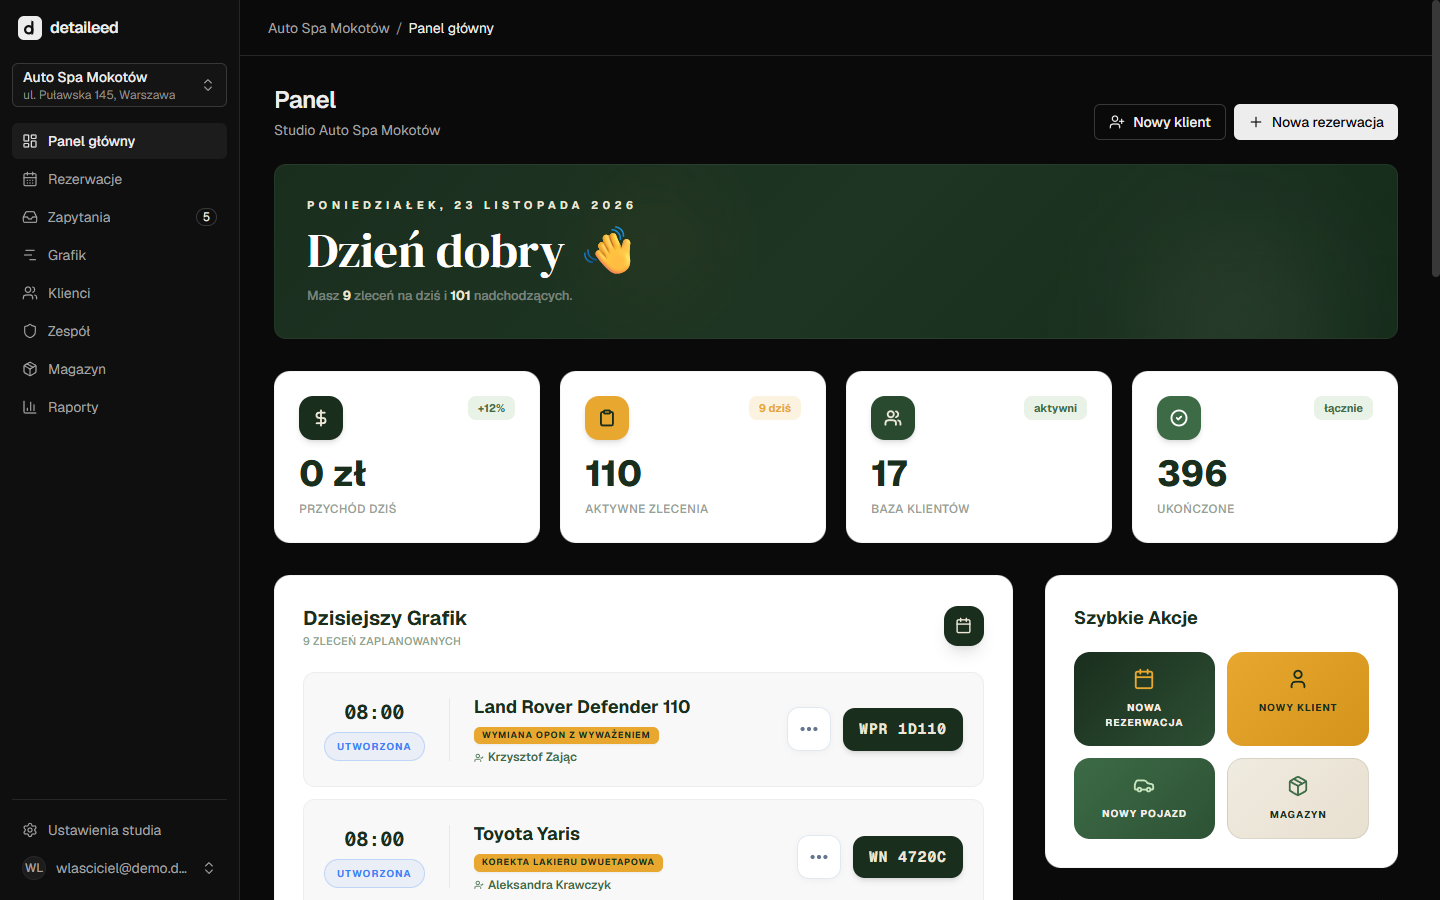 detaileed
Auto Spa Mokotów
ul. Puławska 145, Warszawa
Panel główny
Rezerwacje
Zapytania
5
Grafik
Klienci
Zespół
Magazyn
Raporty
Ustawienia studia
WL
wlasciciel@demo.d...
Auto Spa Mokotów / Panel główny
Panel
Studio Auto Spa Mokotów
Nowy klient
Nowa rezerwacja
PONIEDZIAŁEK, 23 LISTOPADA 2026
Dzień dobry 👋
Masz 9 zleceń na dziś i 101 nadchodzących.
+12%
0 zł
PRZYCHÓD DZIŚ
9 dziś
110
AKTYWNE ZLECENIA
aktywni
17
BAZA KLIENTÓW
łącznie
396
UKOŃCZONE
Dzisiejszy Grafik
9 ZLECEŃ ZAPLANOWANYCH
08:00
UTWORZONA
Land Rover Defender 110
WYMIANA OPON Z WYWAŻENIEM
Krzysztof Zając
WPR 1D110
08:00
UTWORZONA
Toyota Yaris
KOREKTA LAKIERU DWUETAPOWA
Aleksandra Krawczyk
WN 4720C
Szybkie Akcje
NOWA
REZERWACJA
NOWY KLIENT
NOWY POJAZD
MAGAZYN